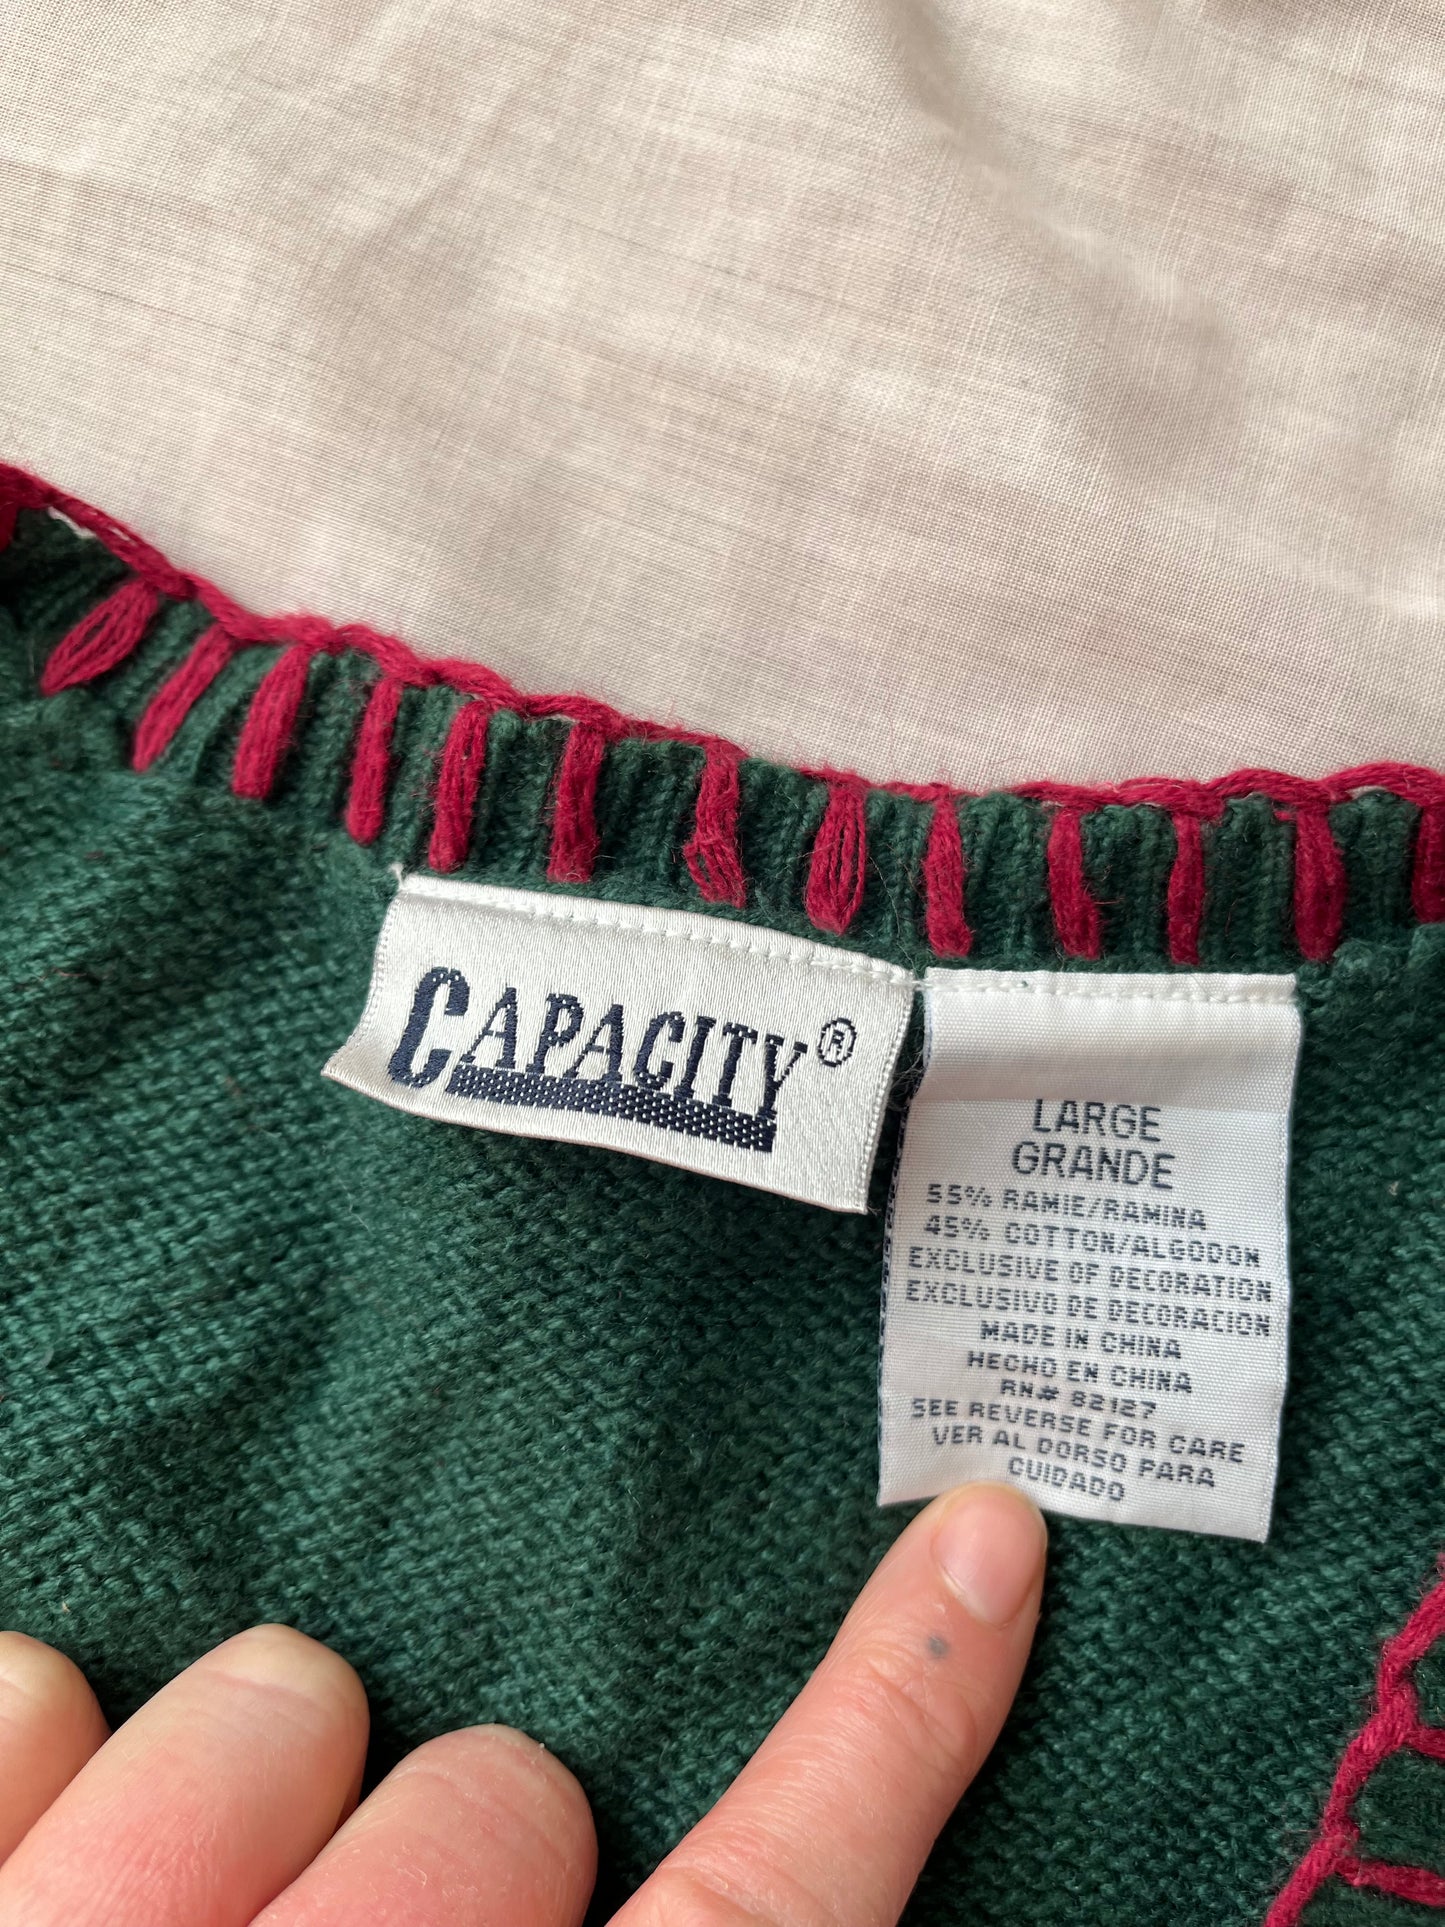 CAPACITY®
LARGE
GRANDE
55% RAMIE/RAMINA
45% COTTON/ALGODON
EXCLUSIVE OF DECORATION
EXCLUSIVO DE DECORACION
MADE IN CHINA
HECHO EN CHINA
RN# 82127
SEE REVERSE FOR CARE
VER AL DORSO PARA
CUIDADO